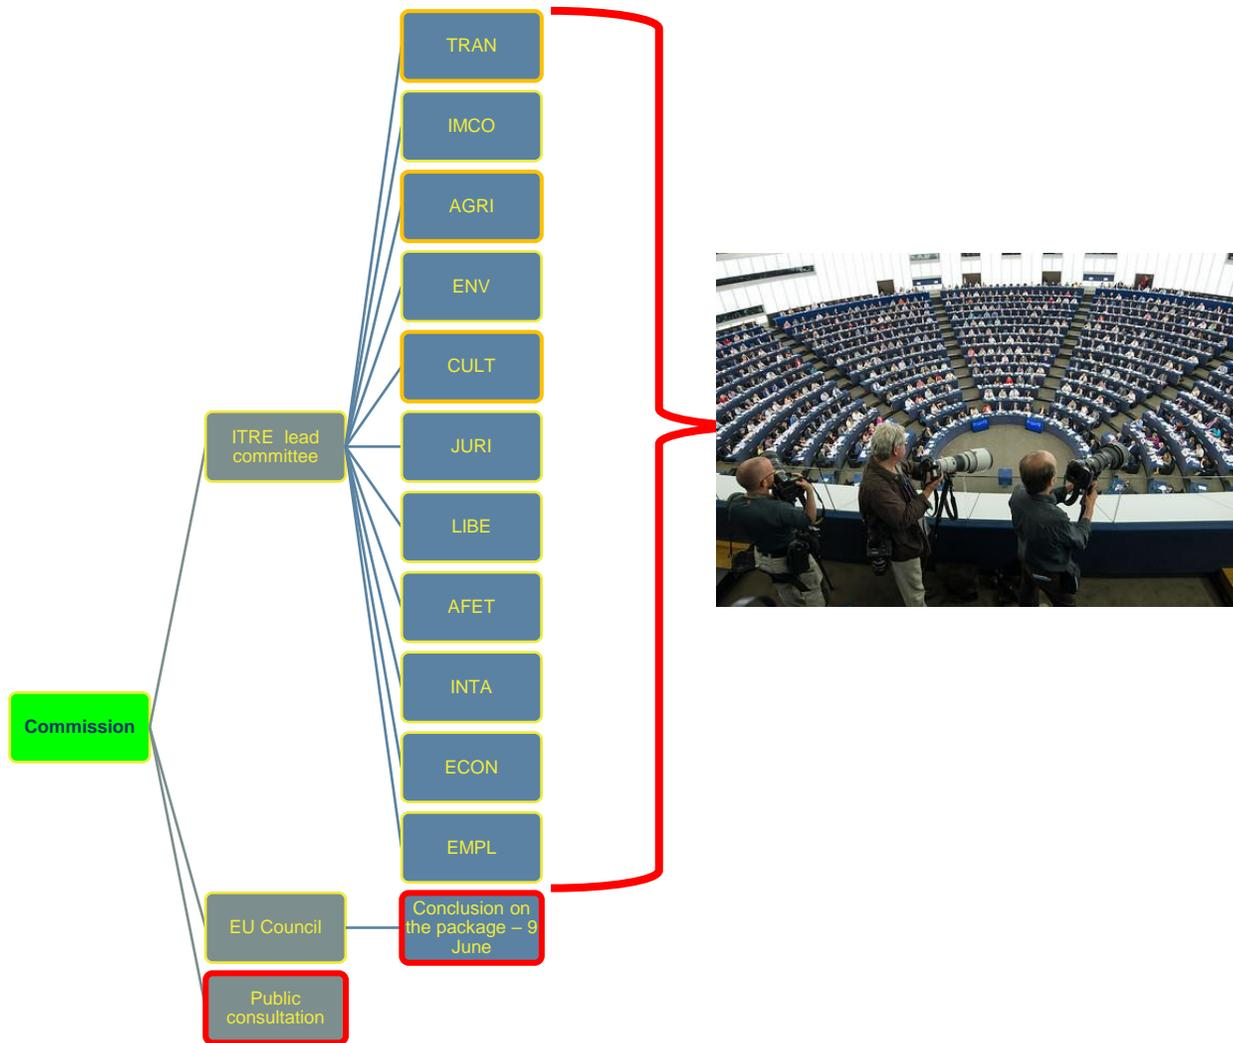 TRAN
IMCO
AGRI
ENV
CULT
ITRE lead
committee
JURI
LIBE
AFET
INTA
Commission
ECON
EMPL
EU Council
Conclusion on
the package – 9
June
Public
consultation